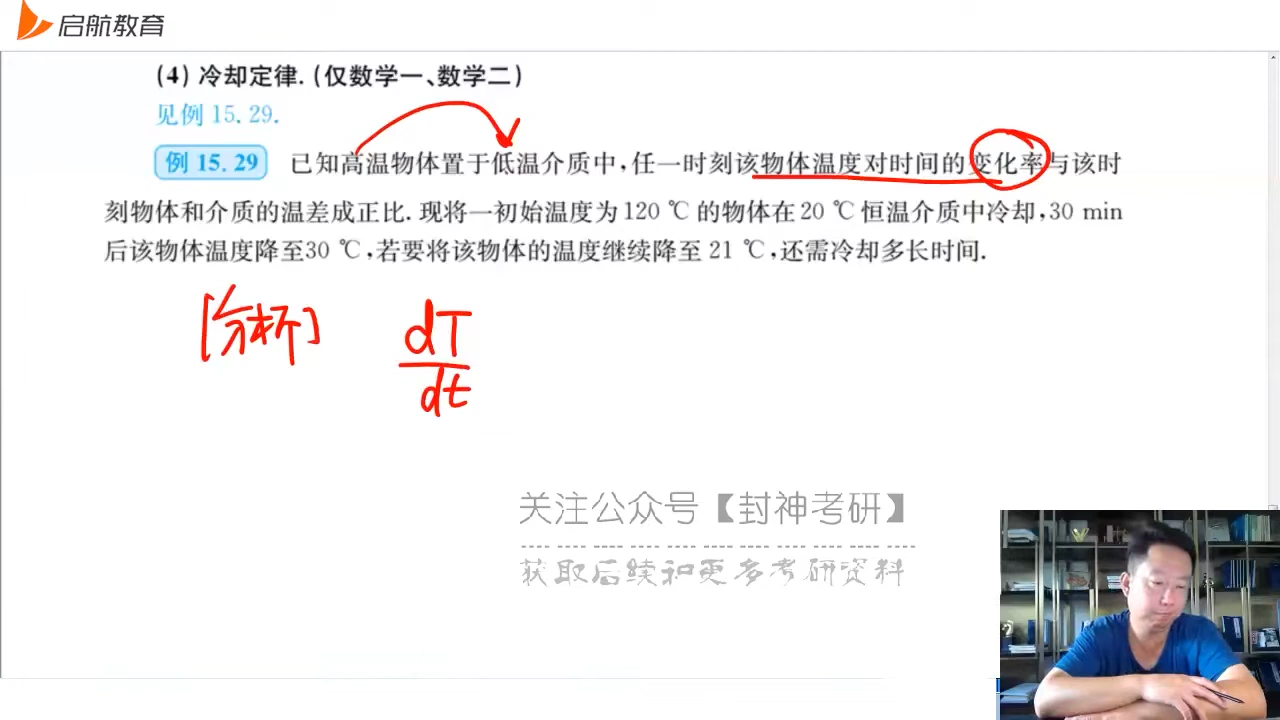 启航教育
(4) 冷却定律.(仅数学一、数学二)
见例 15.29.
例 15.29 已知高温物体置于低温介质中,任一时刻该物体温度对时间的变化率与该时
刻物体和介质的温差成正比.现将一初始温度为 120 ℃ 的物体在 20 ℃ 恒温介质中冷却,30 min
后该物体温度降至30 ℃,若要将该物体的温度继续降至 21 ℃,还需冷却多长时间.
[分析] dT
dt
关注公众号【封神考研】
获取后续和更多考研资料